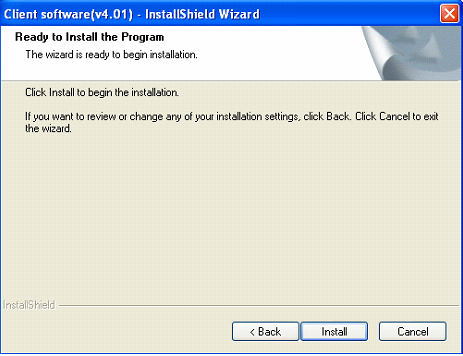 Client software(v4.01) - InstallShield Wizard
Ready to Install the Program
The wizard is ready to begin installation.
Click Install to begin the installation.
If you want to review or change any of your installation settings, click Back. Click Cancel to exit
the wizard.
InstallShield
< Back Install Cancel